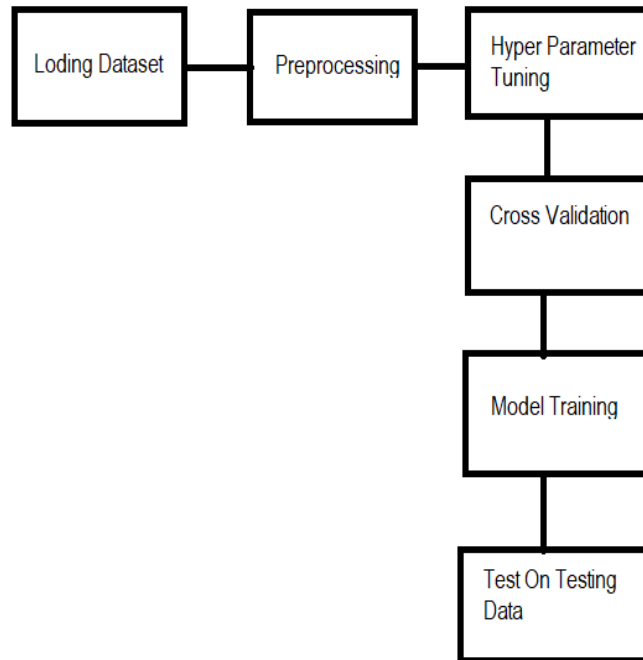 Loding Dataset
Preprocessing
Hyper Parameter
Tuning
Cross Validation
Model Training
Test On Testing
Data